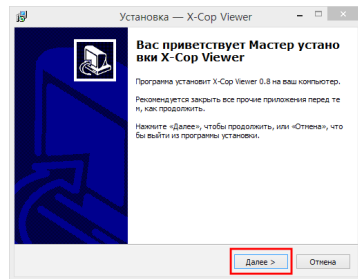 Установка — X-Cop Viewer
Вас приветствует Мастер устано
вки X-Cop Viewer
Программа установит X-Cop Viewer 0.8 на ваш компьютер.
Рекомендуется закрыть все прочие приложения перед те
м, как продолжить.
Нажмите «Далее», чтобы продолжить, или «Отмена», что
бы выйти из программы установки.
Далее >
Отмена